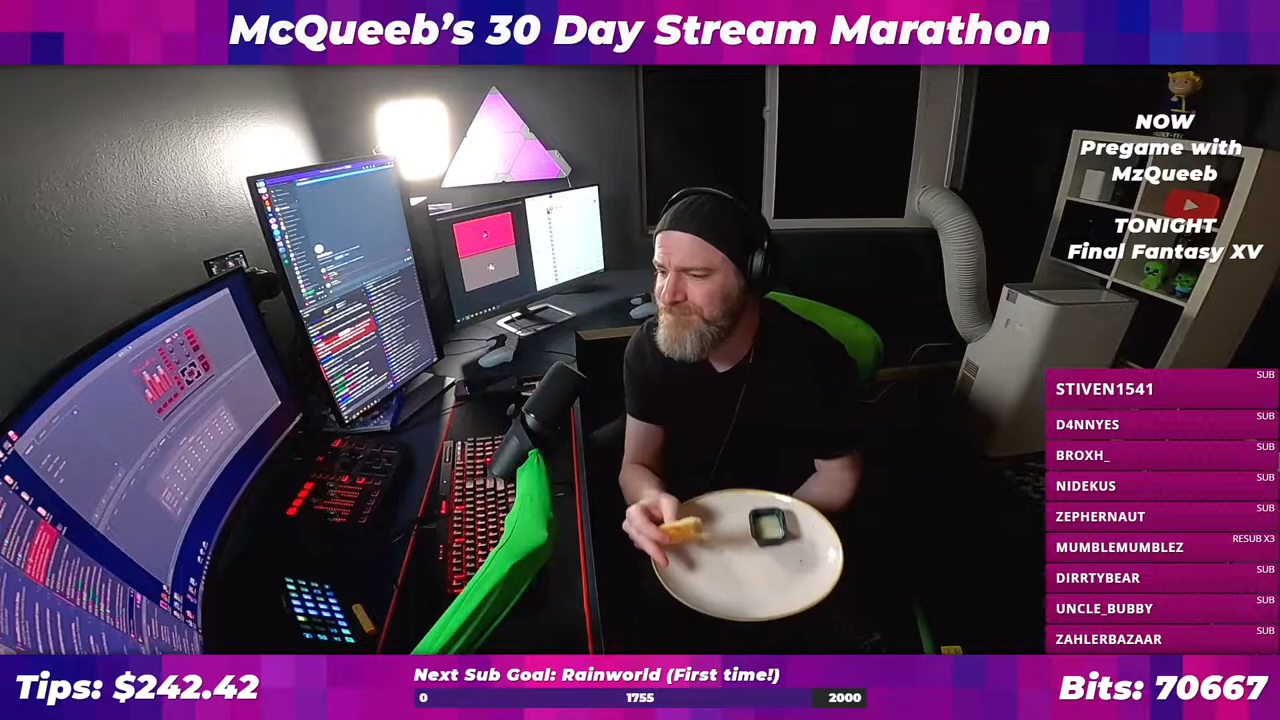 McQueeb’s 30 Day Stream Marathon
NOW
Pregame with
MzQueeb
TONIGHT
Final Fantasy XV
STIVEN1541 SUB
D4NNYES SUB
BROXH_ SUB
NIDEKUS SUB
ZEPHERNAUT SUB
MUMBLEMUMBLEZ RESUB X3
DIRRTYBEAR SUB
UNCLE_BUBBY SUB
ZAHLERBAZAAR SUB
Tips: $242.42
Next Sub Goal: Rainworld (First time!)
0 1755 2000
Bits: 70667